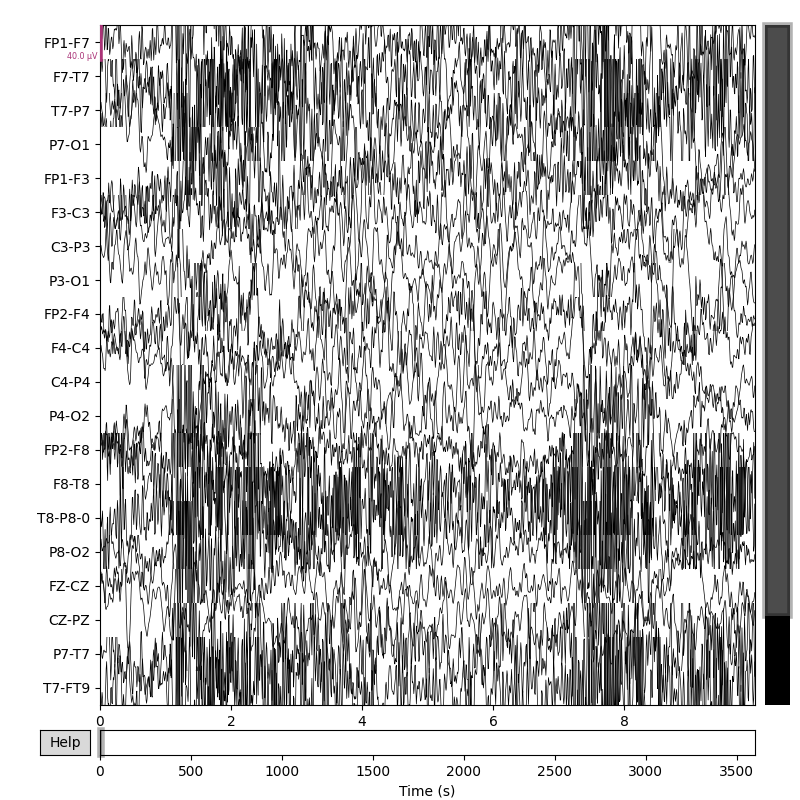 FP1-F7
40.0 µV
F7-T7
T7-P7
P7-O1
FP1-F3
F3-C3
C3-P3
P3-O1
FP2-F4
F4-C4
C4-P4
P4-O2
FP2-F8
F8-T8
T8-P8-0
P8-O2
FZ-CZ
CZ-PZ
P7-T7
T7-FT9
0 2 4 6 8
Help
0 500 1000 1500 2000 2500 3000 3500
Time (s)